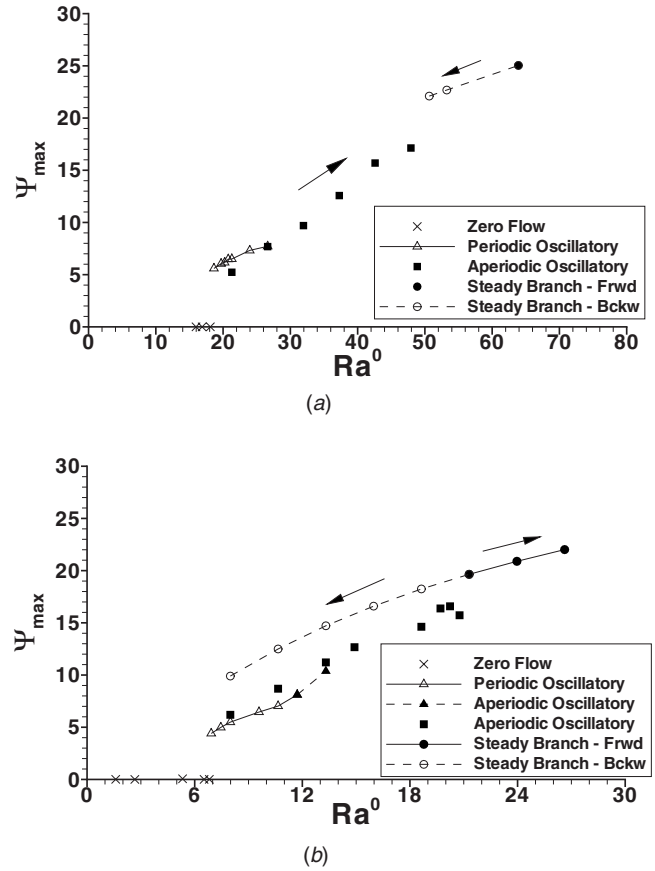 30
25
20
15
10
5
0
Ψmax
0 10 20 30 40 50 60 70 80
Ra⁰
Zero Flow
Periodic Oscillatory
Aperiodic Oscillatory
Steady Branch - Frwd
Steady Branch - Bckw
(a)
30
25
20
15
10
5
0
Ψmax
0 6 12 18 24 30
Ra⁰
Zero Flow
Periodic Oscillatory
Aperiodic Oscillatory
Aperiodic Oscillatory
Steady Branch - Frwd
Steady Branch - Bckw
(b)